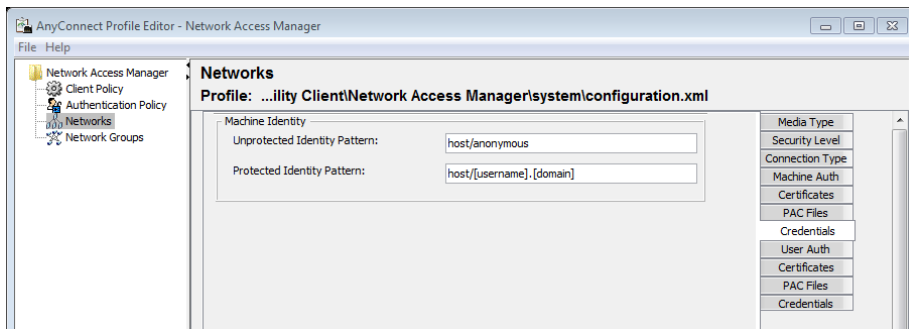 AnyConnect Profile Editor - Network Access Manager
File Help
Network Access Manager
Client Policy
Authentication Policy
Networks
Network Groups
Networks
Profile: ...ility Client\Network Access Manager\system\configuration.xml
Machine Identity
Unprotected Identity Pattern: host/anonymous
Protected Identity Pattern: host/[username].[domain]
Media Type
Security Level
Connection Type
Machine Auth
Certificates
PAC Files
Credentials
User Auth
Certificates
PAC Files
Credentials